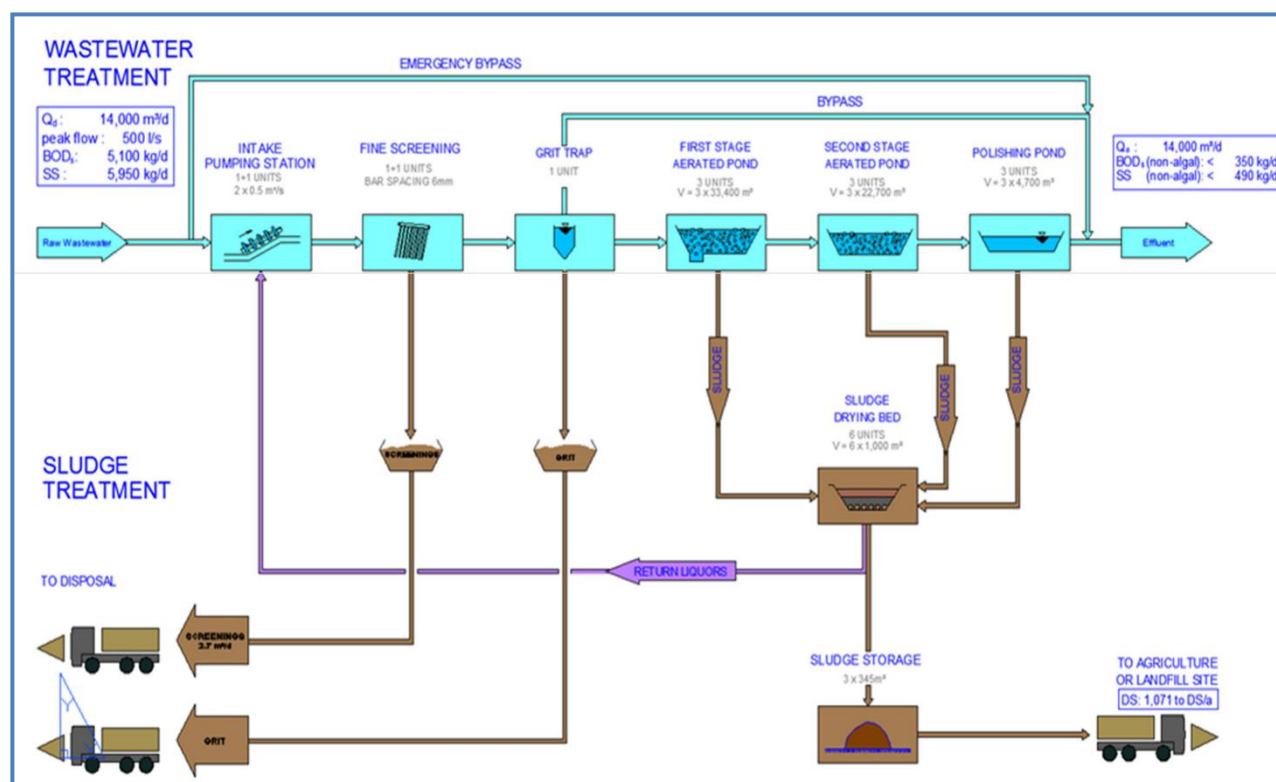 WASTEWATER
TREATMENT
EMERGENCY BYPASS
BYPASS
Qd : 14,000 m³/d
peak flow : 500 l/s
BOD₅: 5,100 kg/d
SS : 5,950 kg/d
INTAKE
PUMPING STATION
1+1 UNITS
2 x 0.5 m³/s
FINE SCREENING
1+1 UNITS
BAR SPACING 6mm
GRIT TRAP
1 UNIT
FIRST STAGE
AERATED POND
3 UNITS
V = 3 x 33,400 m³
SECOND STAGE
AERATED POND
3 UNITS
V = 3 x 22,700 m³
POLISHING POND
3 UNITS
V = 3 x 4,700 m³
: 14,000 m³/d
BOD₅ (non-algal): < 350 kg/d
SS (non-algal): < 490 kg/d
Raw Wastewater
Effluent
SLUDGE
SLUDGE
SLUDGE
SLUDGE
DRYING BED
6 UNITS
V = 6 x 1,000 m³
SCREENINGS
GRIT
SLUDGE
TREATMENT
RETURN LIQUORS
TO DISPOSAL
SCREENINGS
2.7 m³/d
GRIT
SLUDGE STORAGE
3 x 345m³
TO AGRICULTURE
OR LANDFILL SITE
DS: 1,071 to DS/a